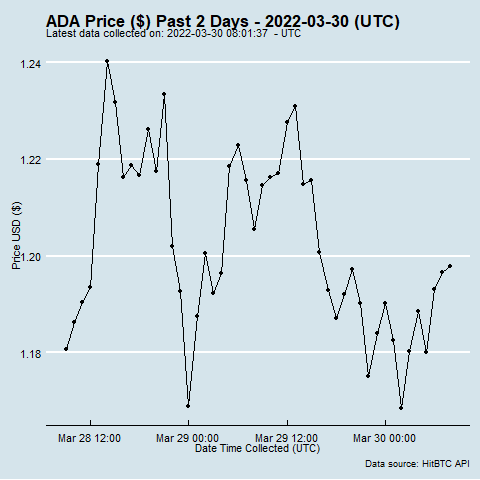 ADA Price ($) Past 2 Days - 2022-03-30 (UTC)
Latest data collected on: 2022-03-30 08:01:37 - UTC
1.24
1.22
1.20
1.18
Price USD ($)
Mar 28 12:00
Mar 29 00:00
Mar 29 12:00
Mar 30 00:00
Date Time Collected (UTC)
Data source: HitBTC API